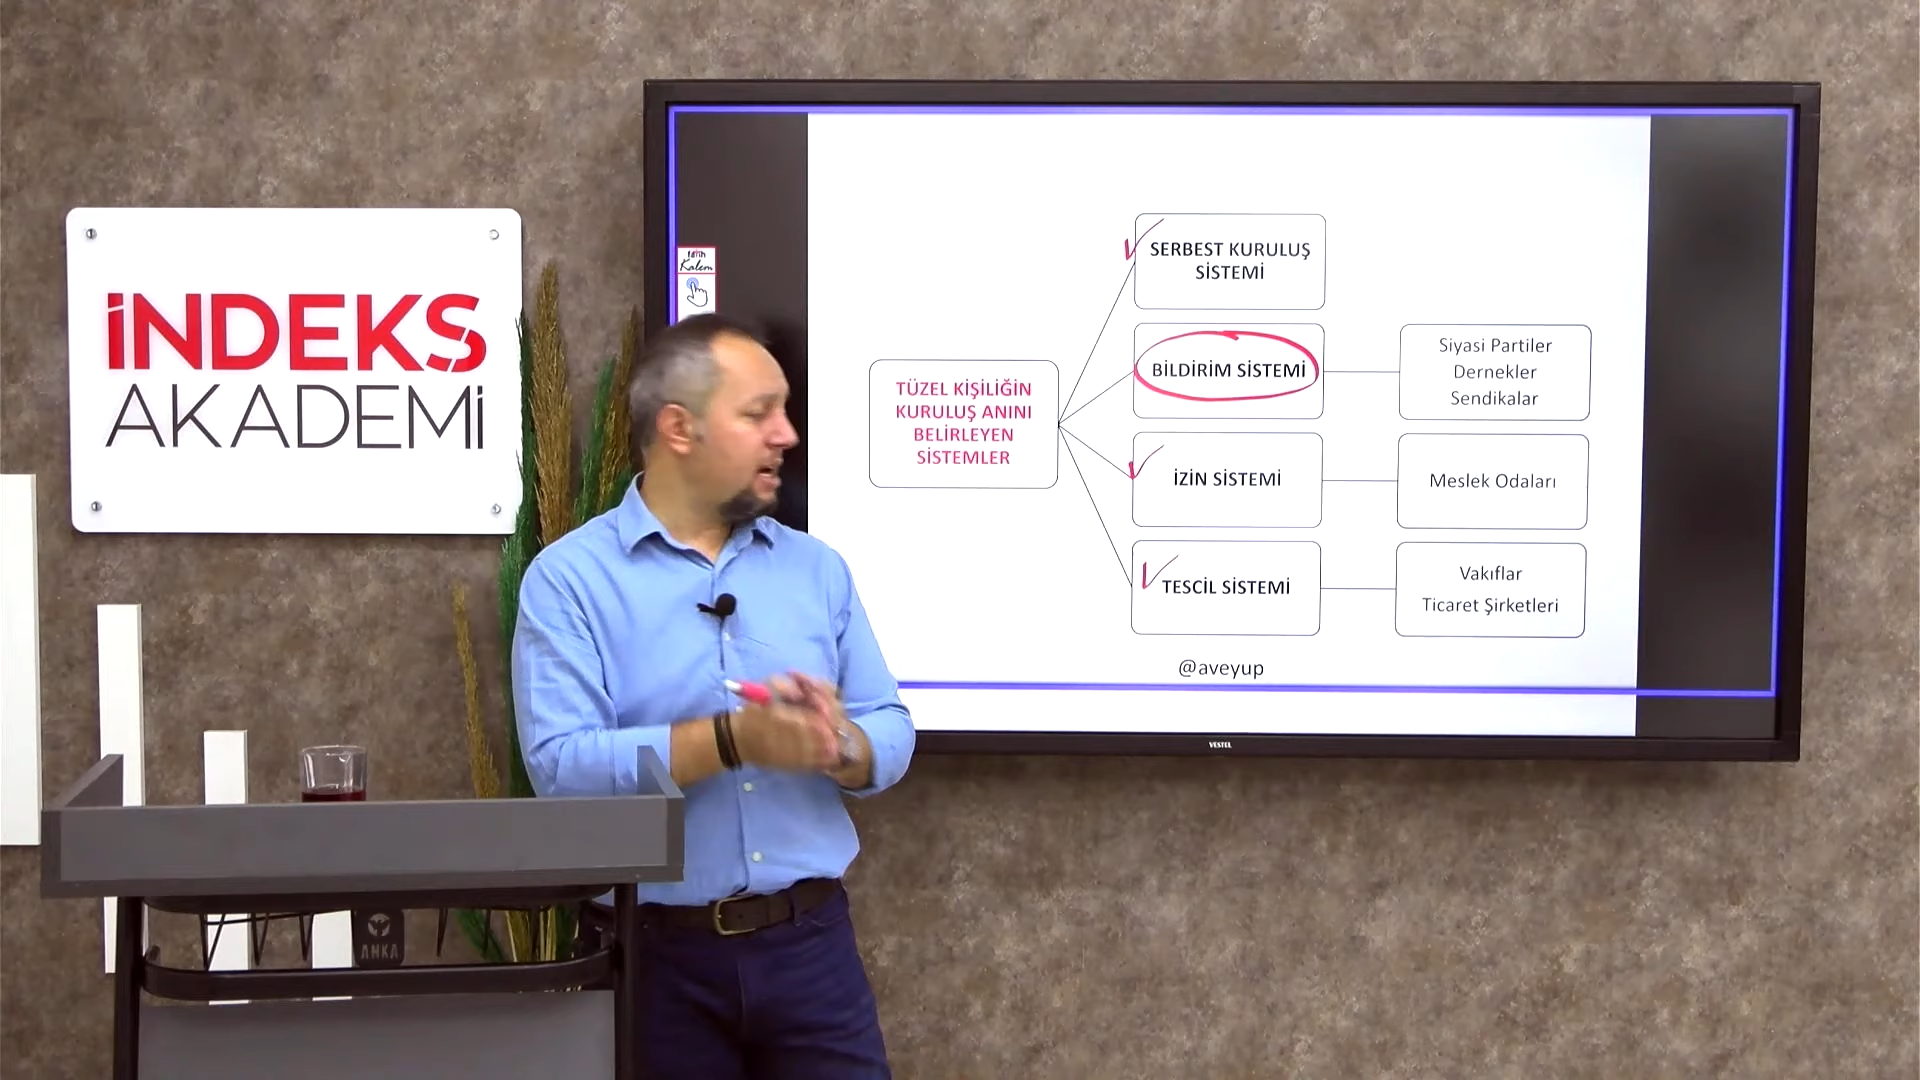 İNDEKS
AKADEMİ
Kalem
TÜZEL KİŞİLİĞİN
KURULUŞ ANINI
BELİRLEYEN
SİSTEMLER
SERBEST KURULUŞ
SİSTEMİ
BİLDİRİM SİSTEMİ
Siyasi Partiler
Dernekler
Sendikalar
İZİN SİSTEMİ
Meslek Odaları
TESCİL SİSTEMİ
Vakıflar
Ticaret Şirketleri
@aveyup
VESTEL
ANKA